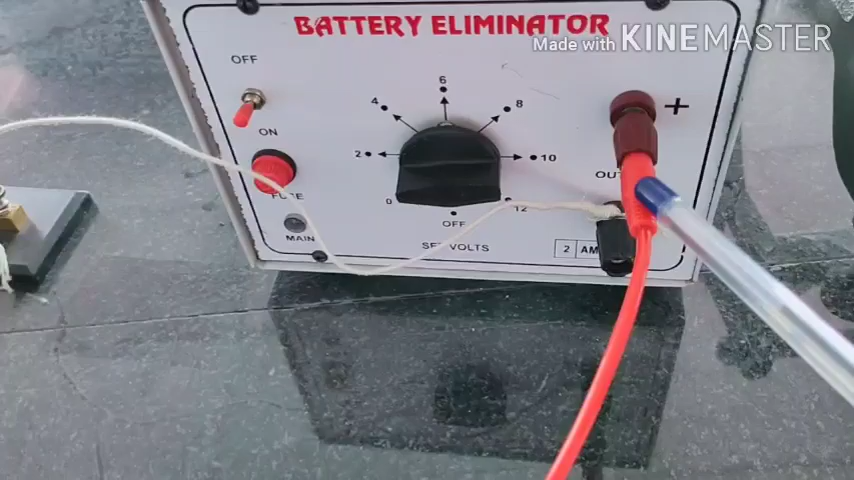 BATTERY ELIMINATOR
Made with KINEMASTER
OFF
ON
FUSE
MAIN
0
2
4
6
8
10
12
OFF
SET VOLTS
+
2 AM